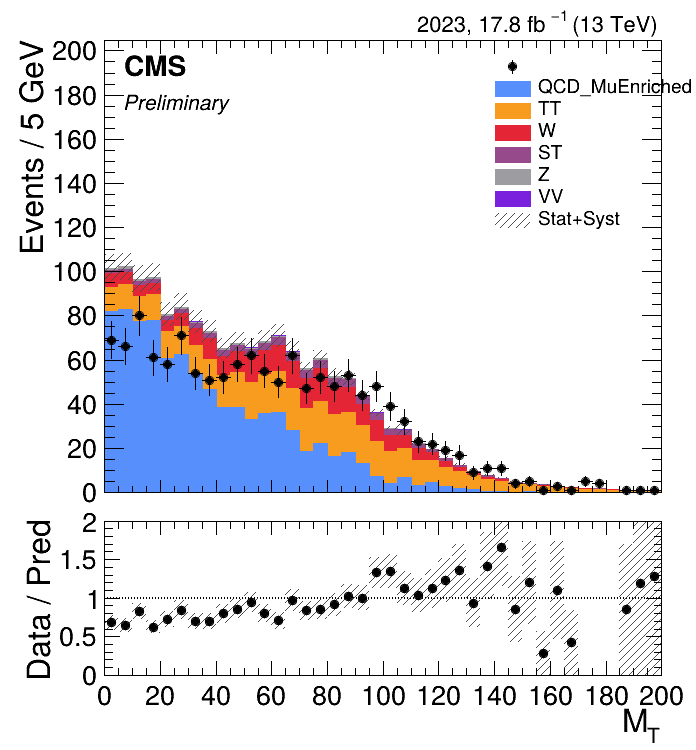 2023, 17.8 fb⁻¹ (13 TeV)
CMS
Preliminary
QCD_MuEnriched
TT
W
ST
Z
VV
Stat+Syst
Events / 5 GeV
200
180
160
140
120
100
80
60
40
20
0
Data / Pred
2
1.5
1
0.5
0
0 20 40 60 80 100 120 140 160 180 200
M_T